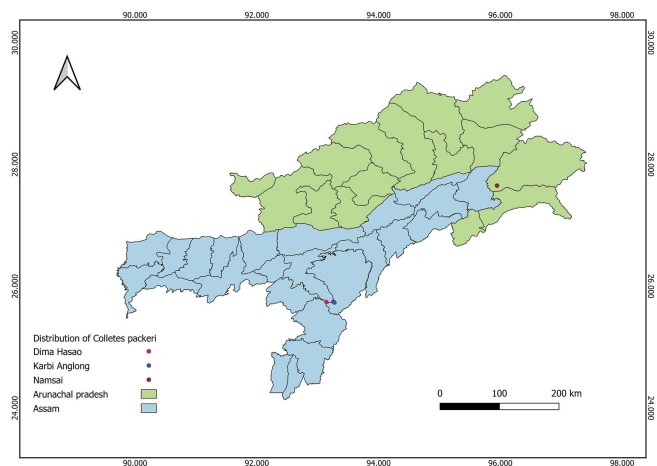 90.000 92.000 94.000 96.000 98.000
30.000 30.000
28.000 28.000
26.000 26.000
24.000 24.000
Distribution of Colletes packeri
Dima Hasao
Karbi Anglong
Namsai
Arunachal pradesh
Assam
0 100 200 km
90.000 92.000 94.000 96.000 98.000